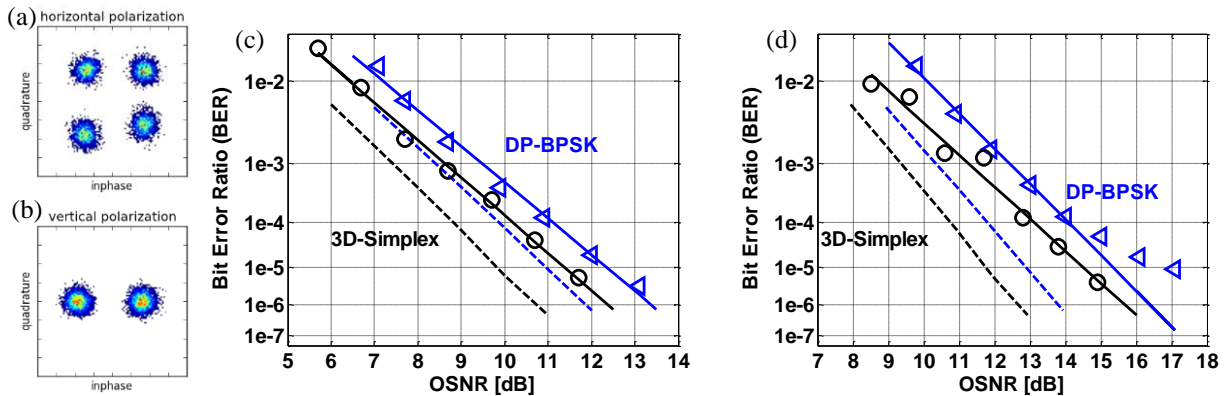 (a)
horizontal polarization
quadrature
inphase
(b)
vertical polarization
quadrature
inphase
(c)
Bit Error Ratio (BER)
1e-2
1e-3
1e-4
1e-5
1e-6
1e-7
DP-BPSK
3D-Simplex
5 6 7 8 9 10 11 12 13 14
OSNR [dB]
(d)
Bit Error Ratio (BER)
1e-2
1e-3
1e-4
1e-5
1e-6
1e-7
DP-BPSK
3D-Simplex
7 8 9 10 11 12 13 14 15 16 17 18
OSNR [dB]